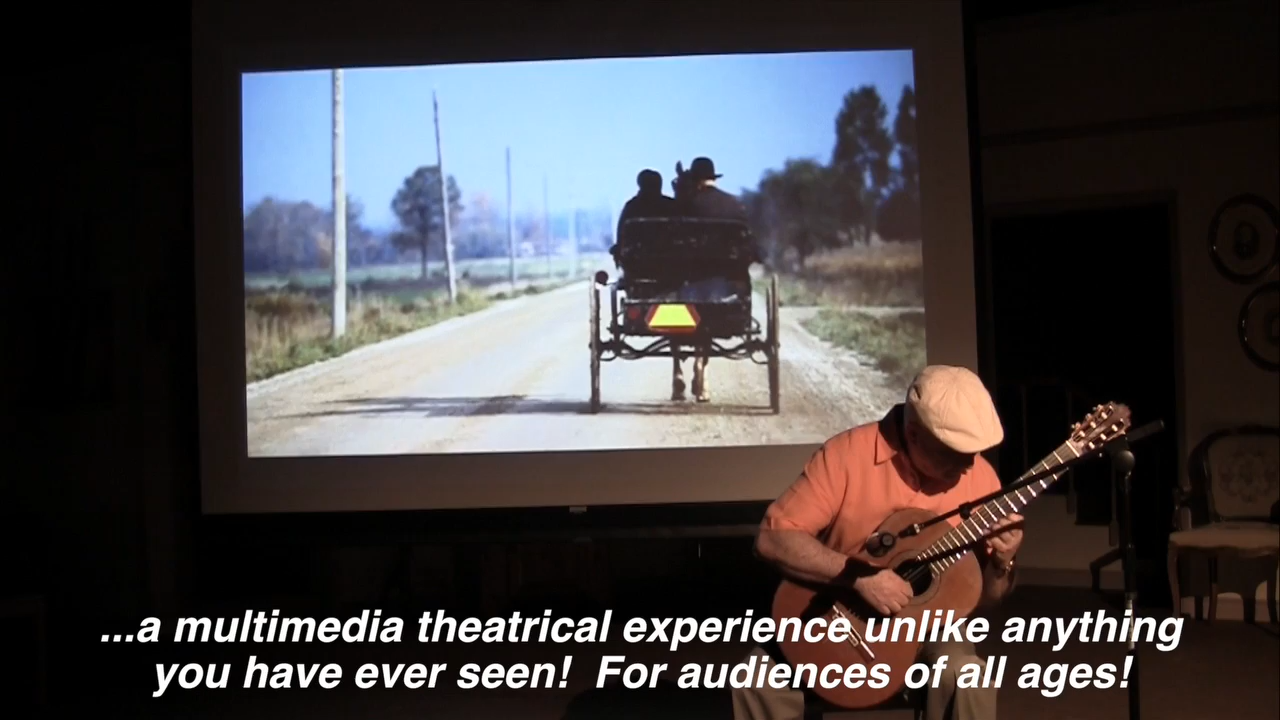 ...a multimedia theatrical experience unlike anything
you have ever seen!  For audiences of all ages!